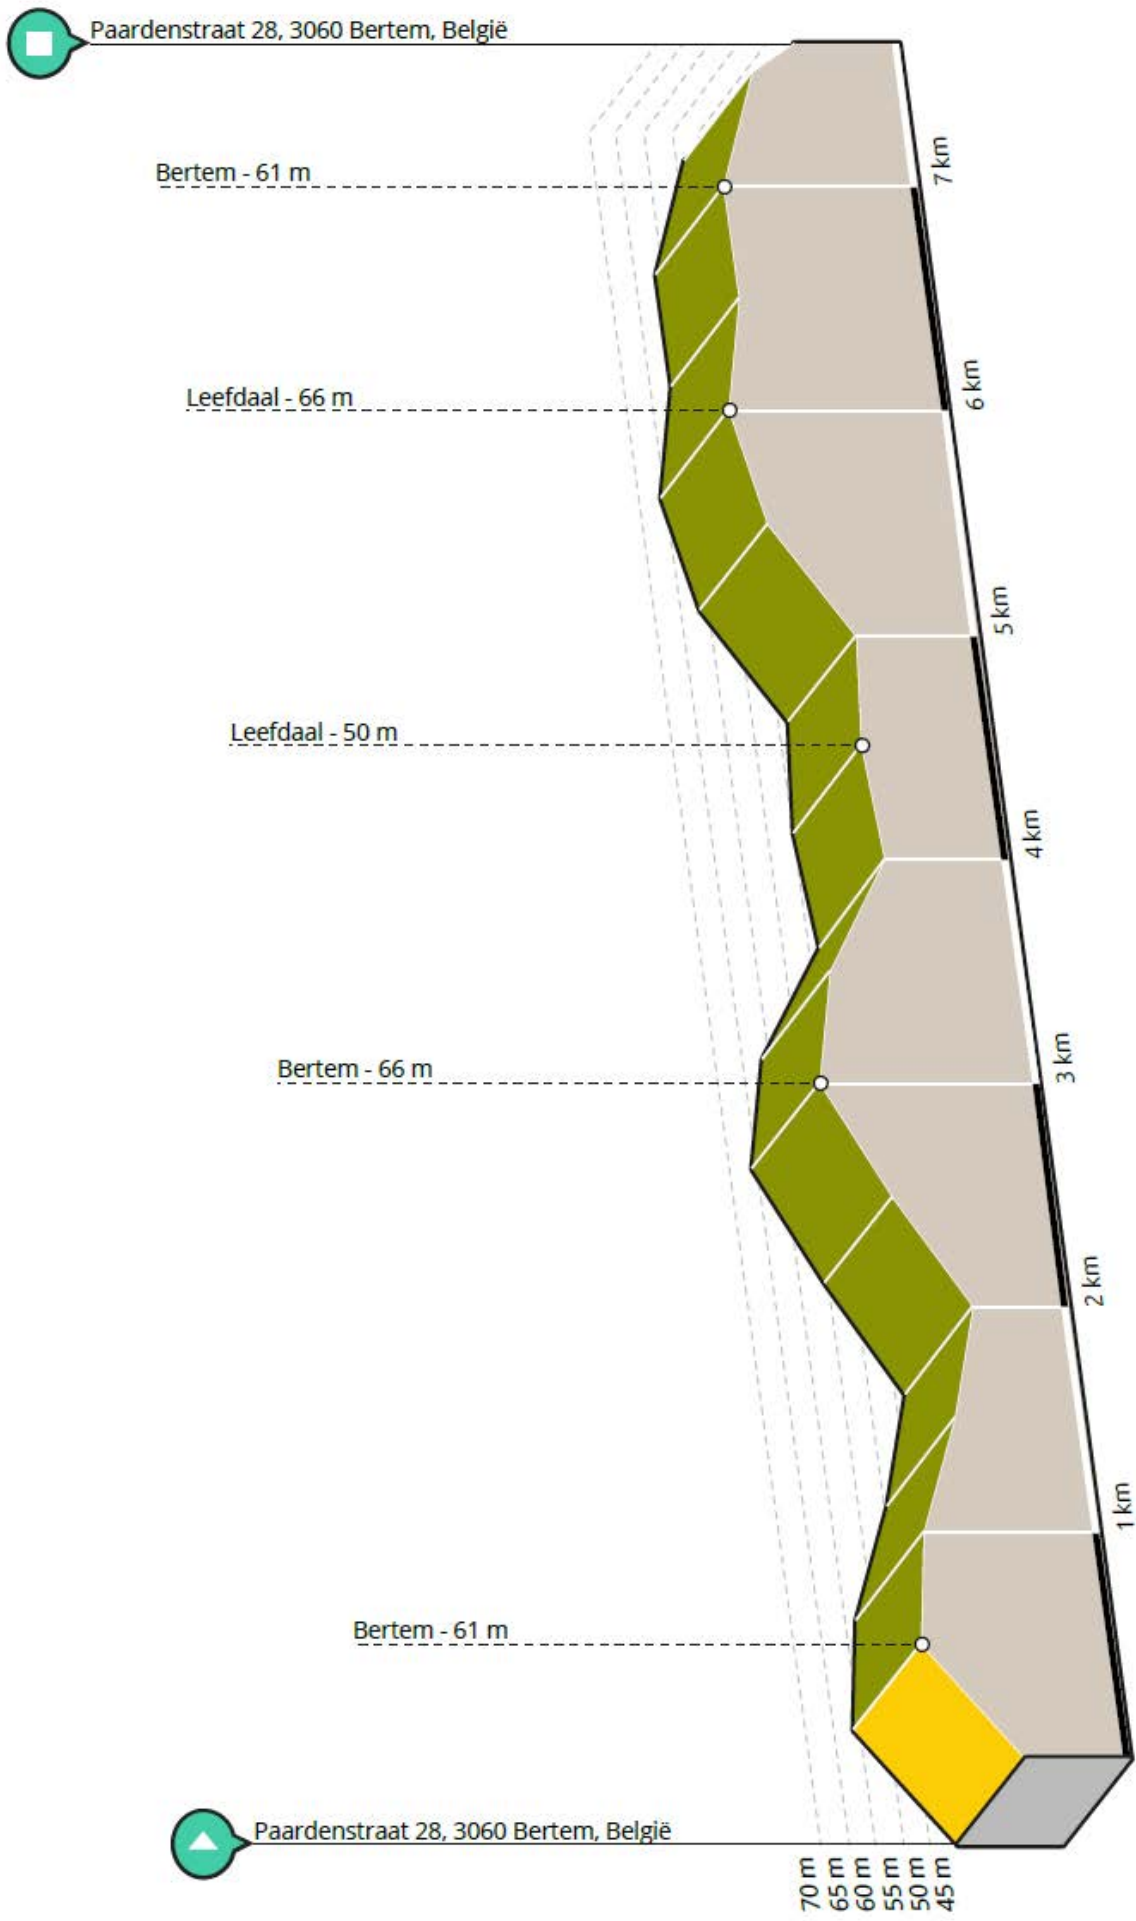 Paardenstraat 28, 3060 Bertem, België
Bertem - 61 m
7 km
Leefdaal - 66 m
6 km
5 km
Leefdaal - 50 m
4 km
Bertem - 66 m
3 km
2 km
1 km
Bertem - 61 m
Paardenstraat 28, 3060 Bertem, België
70 m
65 m
60 m
55 m
50 m
45 m